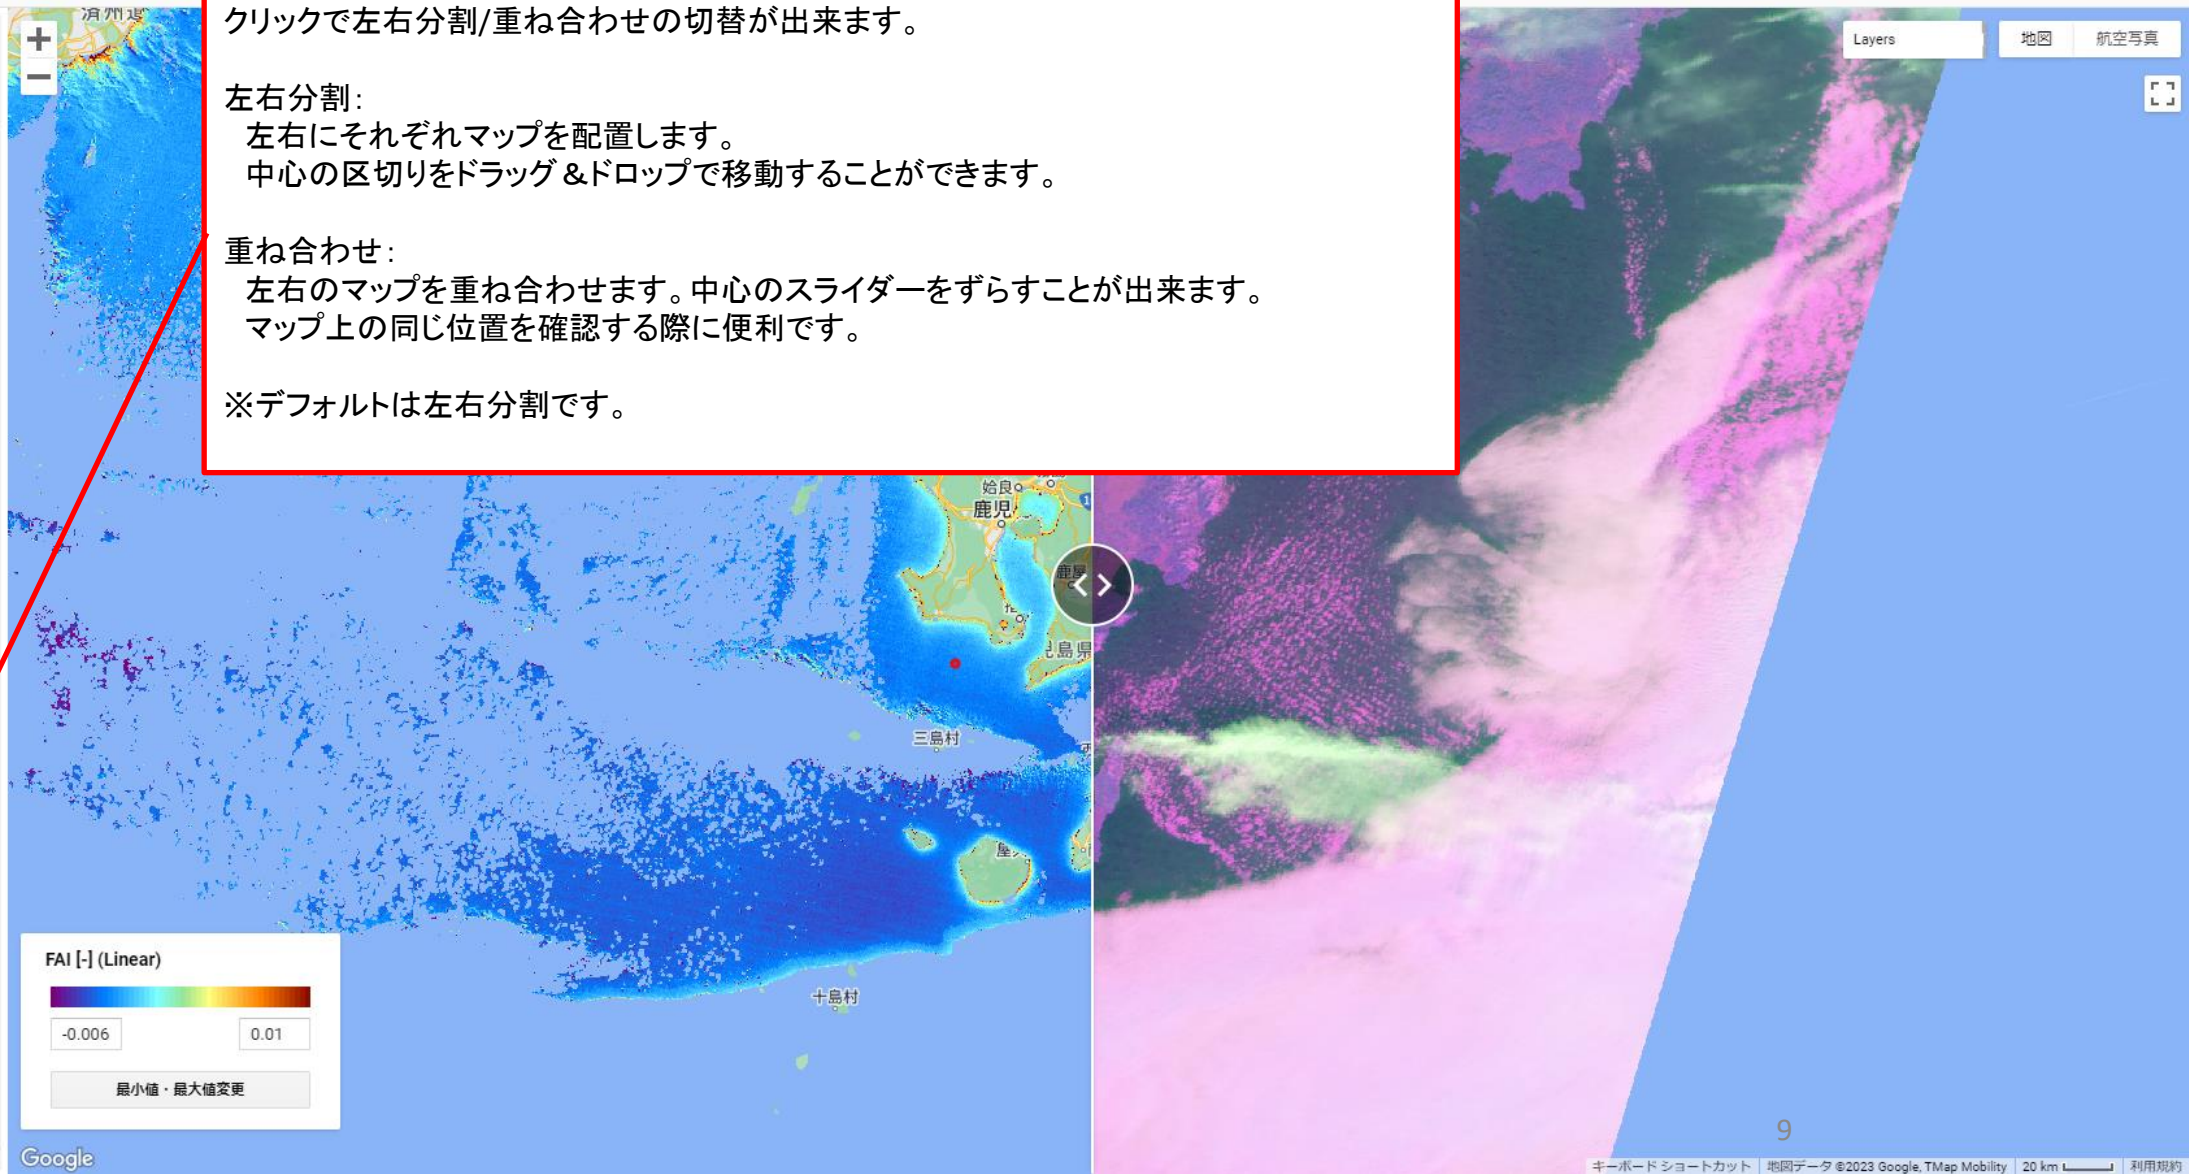 済州道
クリックで左右分割/重ね合わせの切替が出来ます。
左右分割:
左右にそれぞれマップを配置します。
中心の区切りをドラッグ&ドロップで移動することができます。
重ね合わせ:
左右のマップを重ね合わせます。中心のスライダーをずらすことが出来ます。
マップ上の同じ位置を確認する際に便利です。
※デフォルトは左右分割です。
Layers
地図
航空写真
姶良
鹿児
鹿屋
児島県
三島村
屋久
十島村
FAI [-] (Linear)
-0.006
0.01
最小値・最大値変更
Google
9
キーボード ショートカット
地図データ ©2023 Google, TMap Mobility
20 km
利用規約